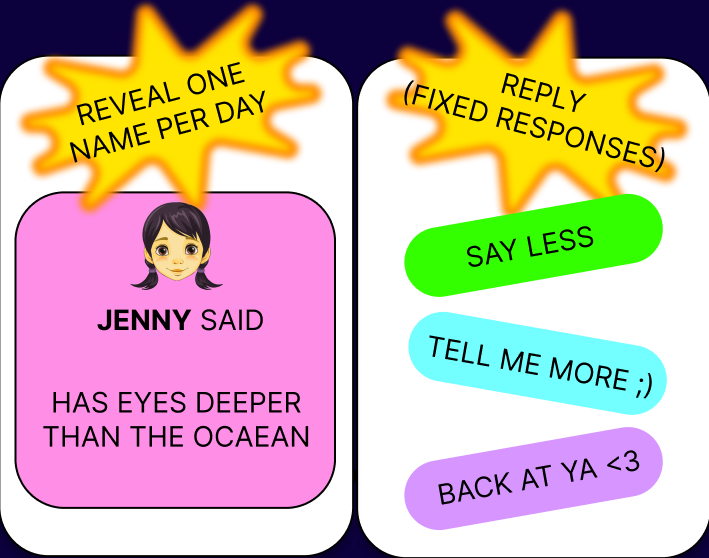 REVEAL ONE
NAME PER DAY
JENNY SAID
HAS EYES DEEPER
THAN THE OCAEAN
REPLY
(FIXED RESPONSES)
SAY LESS
TELL ME MORE ;)
BACK AT YA <3